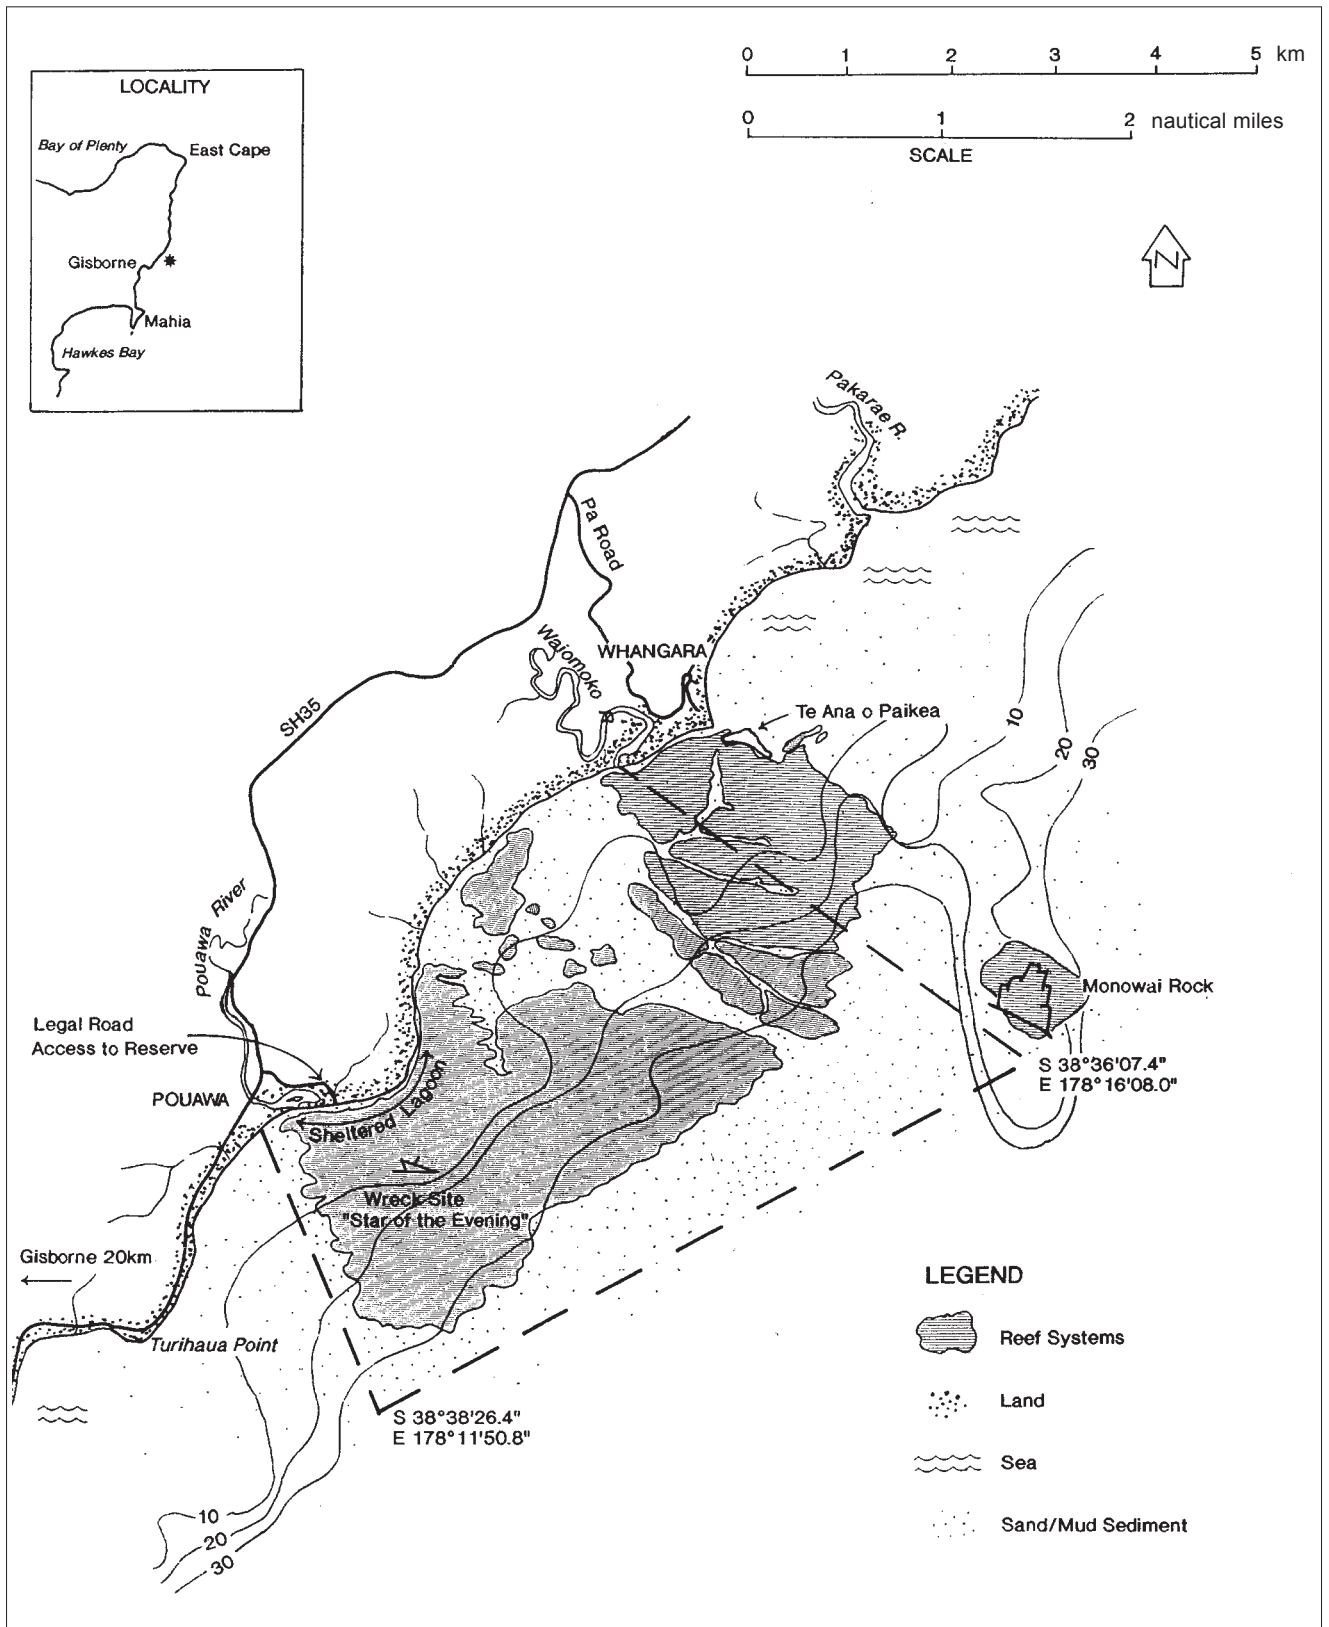 LOCALITY
Bay of Plenty
East Cape
Gisborne
Mahia
Hawkes Bay
0 1 2 3 4 5 km
0 1 2 nautical miles
SCALE
N
Pakarae R.
Pa Road
Waiomoko
WHANGARA
SH35
Te Ana o Paikea
10
20
30
Pouawa River
Monowai Rock
Legal Road
Access to Reserve
S 38°36'07.4"
E 178°16'08.0"
POUAWA
Sheltered Lagoon
Wreck Site
"Star of the Evening"
Gisborne 20km
Turihaua Point
S 38°38'26.4"
E 178°11'50.8"
10
20
30
LEGEND
Reef Systems
Land
Sea
Sand/Mud Sediment